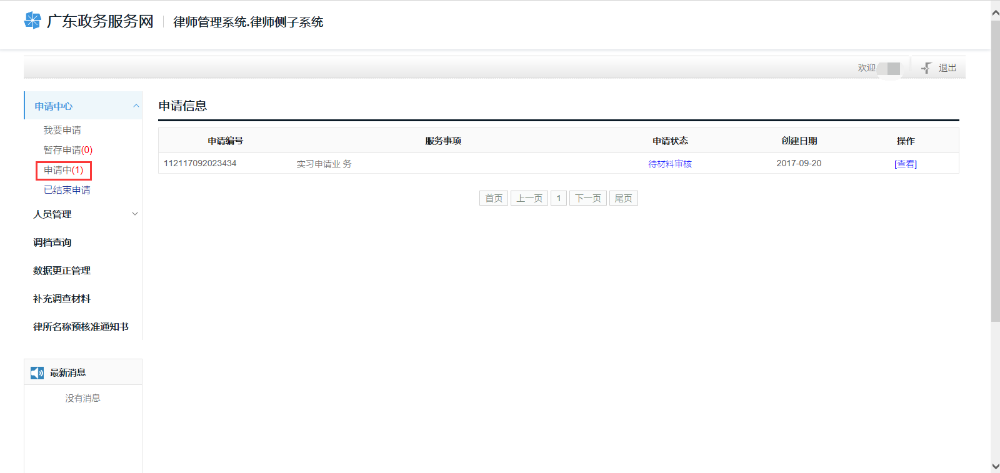 广东政务服务网 律师管理系统.律师侧子系统
欢迎 退出
申请中心
我要申请
暂存申请(0)
申请中(1)
已结束申请
人员管理
调档查询
数据更正管理
补充调查材料
律所名称预核准通知书
最新消息
没有消息
申请信息
申请编号 服务事项 申请状态 创建日期 操作
112117092023434 实习申请业 务 待材料审核 2017-09-20 [查看]
首页 上一页 1 下一页 尾页